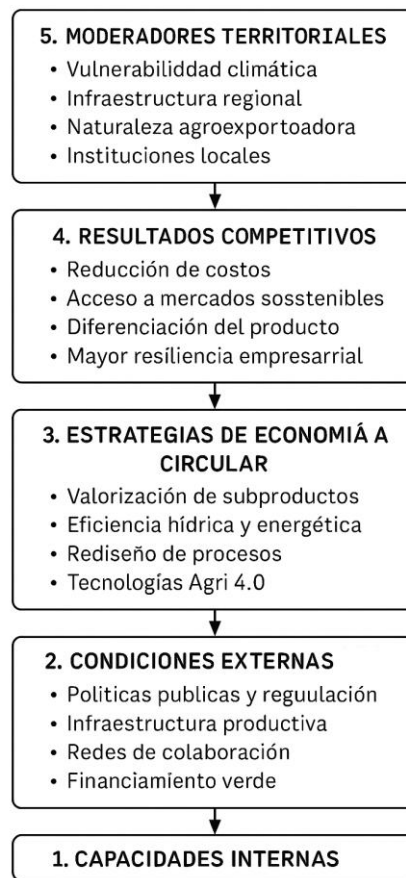 5. MODERADORES TERRITORIALES
• Vulnerabiliddad climática
• Infraestructura regional
• Naturaleza agroexportoadora
• Instituciones locales
4. RESULTADOS COMPETITIVOS
• Reducción de costos
• Acceso a mercados sosstenibles
• Diferenciación del producto
• Mayor resíliencia empresarrial
3. ESTRATEGIAS DE ECONOMIÁ A
CIRCULAR
• Valorización de subproductos
• Eficiencia hídrica y energética
• Rediseño de procesos
• Tecnologías Agri 4.0
2. CONDICIONES EXTERNAS
• Politicas publicas y reguulación
• Infraestructura productiva
• Redes de colaboración
• Financiamiento verde
1. CAPACIDADES INTERNAS